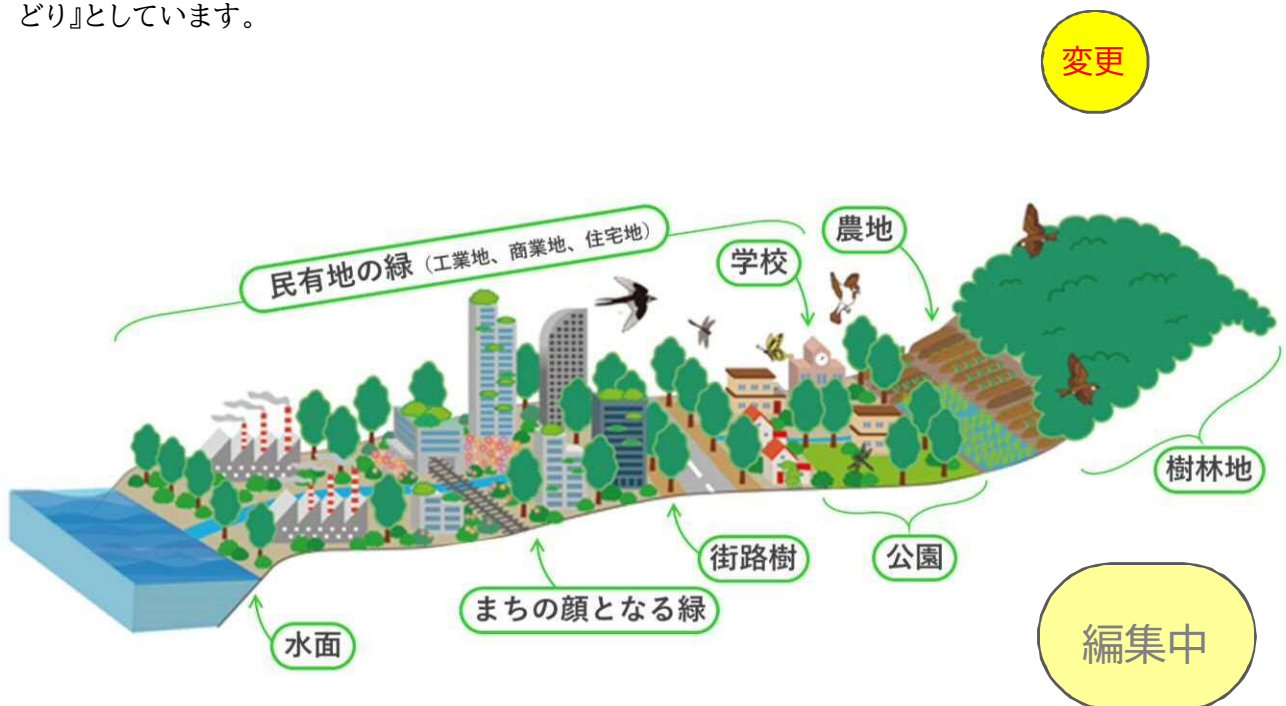 どり』としています。
変更
民有地の緑（工業地、商業地、住宅地）
農地
学校
樹林地
街路樹
公園
まちの顔となる緑
水面
編集中